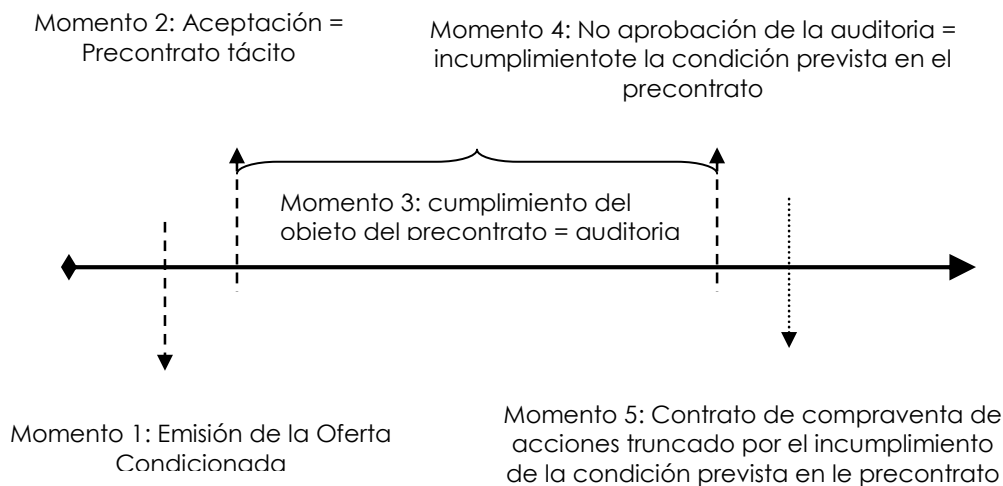 Momento 2: Aceptación =
Precontrato tácito
Momento 4: No aprobación de la auditoria =
incumplimientote la condición prevista en el
precontrato
Momento 3: cumplimiento del
objeto del precontrato = auditoria
Momento 1: Emisión de la Oferta
Condicionada
Momento 5: Contrato de compraventa de
acciones truncado por el incumplimiento
de la condición prevista en le precontrato